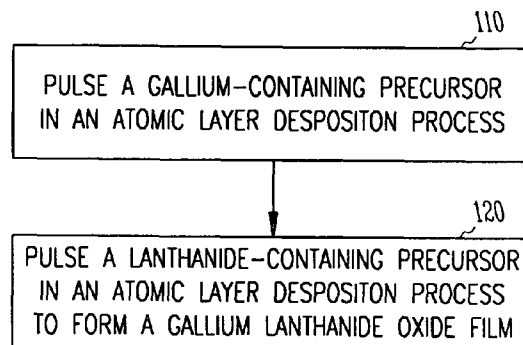 110
PULSE A GALLIUM-CONTAINING PRECURSOR
IN AN ATOMIC LAYER DESPOSITON PROCESS
120
PULSE A LANTHANIDE-CONTAINING PRECURSOR
IN AN ATOMIC LAYER DESPOSITON PROCESS
TO FORM A GALLIUM LANTHANIDE OXIDE FILM